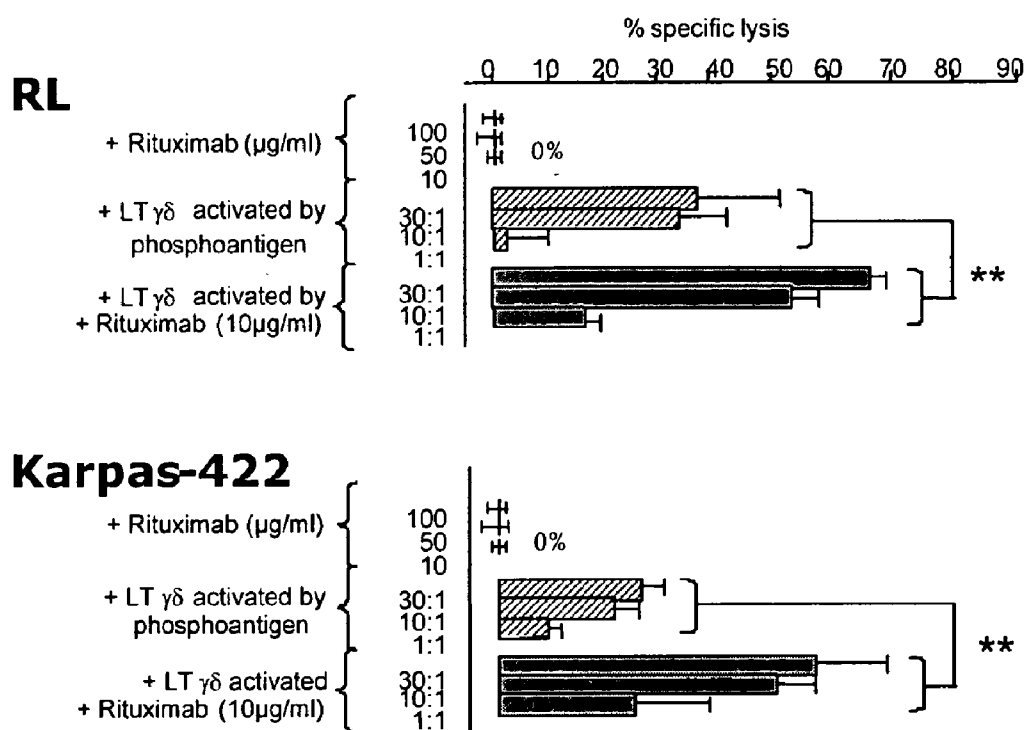 % specific lysis
0 10 20 30 40 50 60 70 80 90
RL
+ Rituximab (µg/ml)
100
50
10
0%
+ LT γδ activated by
phosphoantigen
30:1
10:1
1:1
+ LT γδ activated by
+ Rituximab (10µg/ml)
30:1
10:1
1:1
**
Karpas-422
+ Rituximab (µg/ml)
100
50
10
0%
+ LT γδ activated by
phosphoantigen
30:1
10:1
1:1
+ LT γδ activated
+ Rituximab (10µg/ml)
30:1
10:1
1:1
**